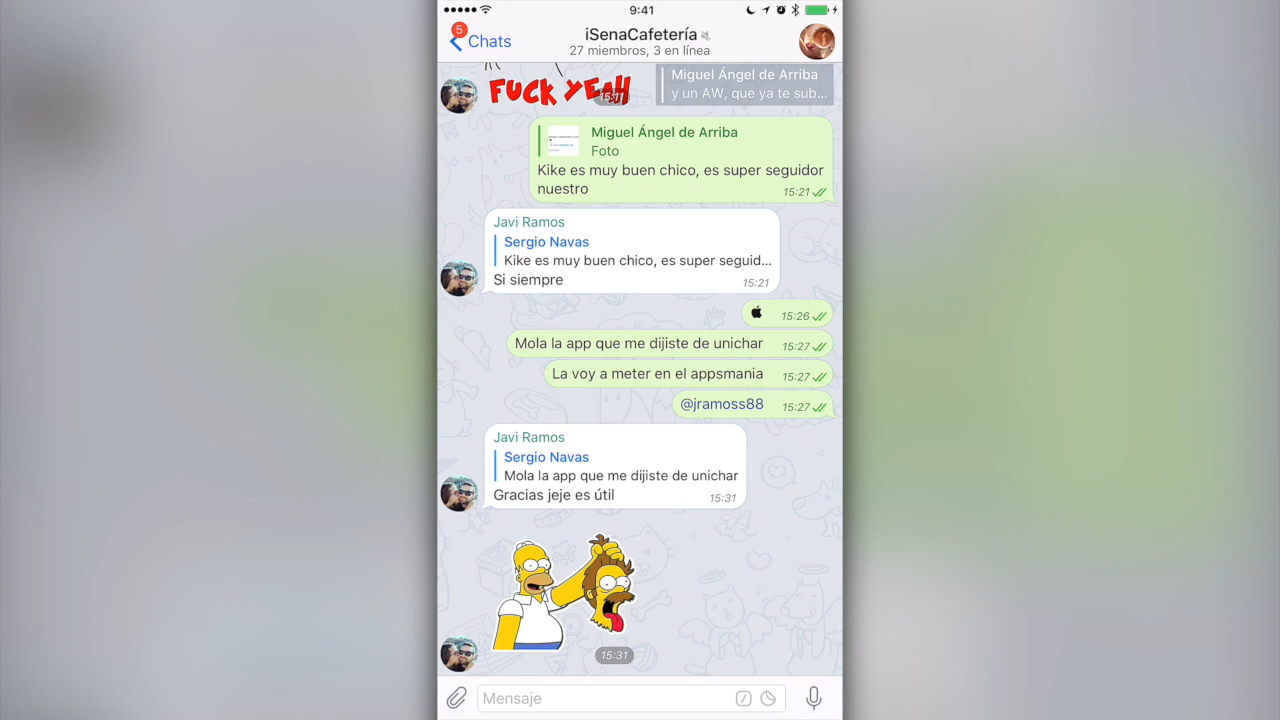 9:41
5
Chats
iSenaCafetería
27 miembros, 3 en línea
FUCK YEAH
15:11
Miguel Ángel de Arriba
y un AW, que ya te sub...
Miguel Ángel de Arriba
Foto
Kike es muy buen chico, es super seguidor
nuestro
15:21
Javi Ramos
Sergio Navas
Kike es muy buen chico, es super seguid...
Si siempre
15:21
15:26
Mola la app que me dijiste de unichar
15:27
La voy a meter en el appsmania
15:27
@jramoss88
15:27
Javi Ramos
Sergio Navas
Mola la app que me dijiste de unichar
Gracias jeje es útil
15:31
15:31
Mensaje